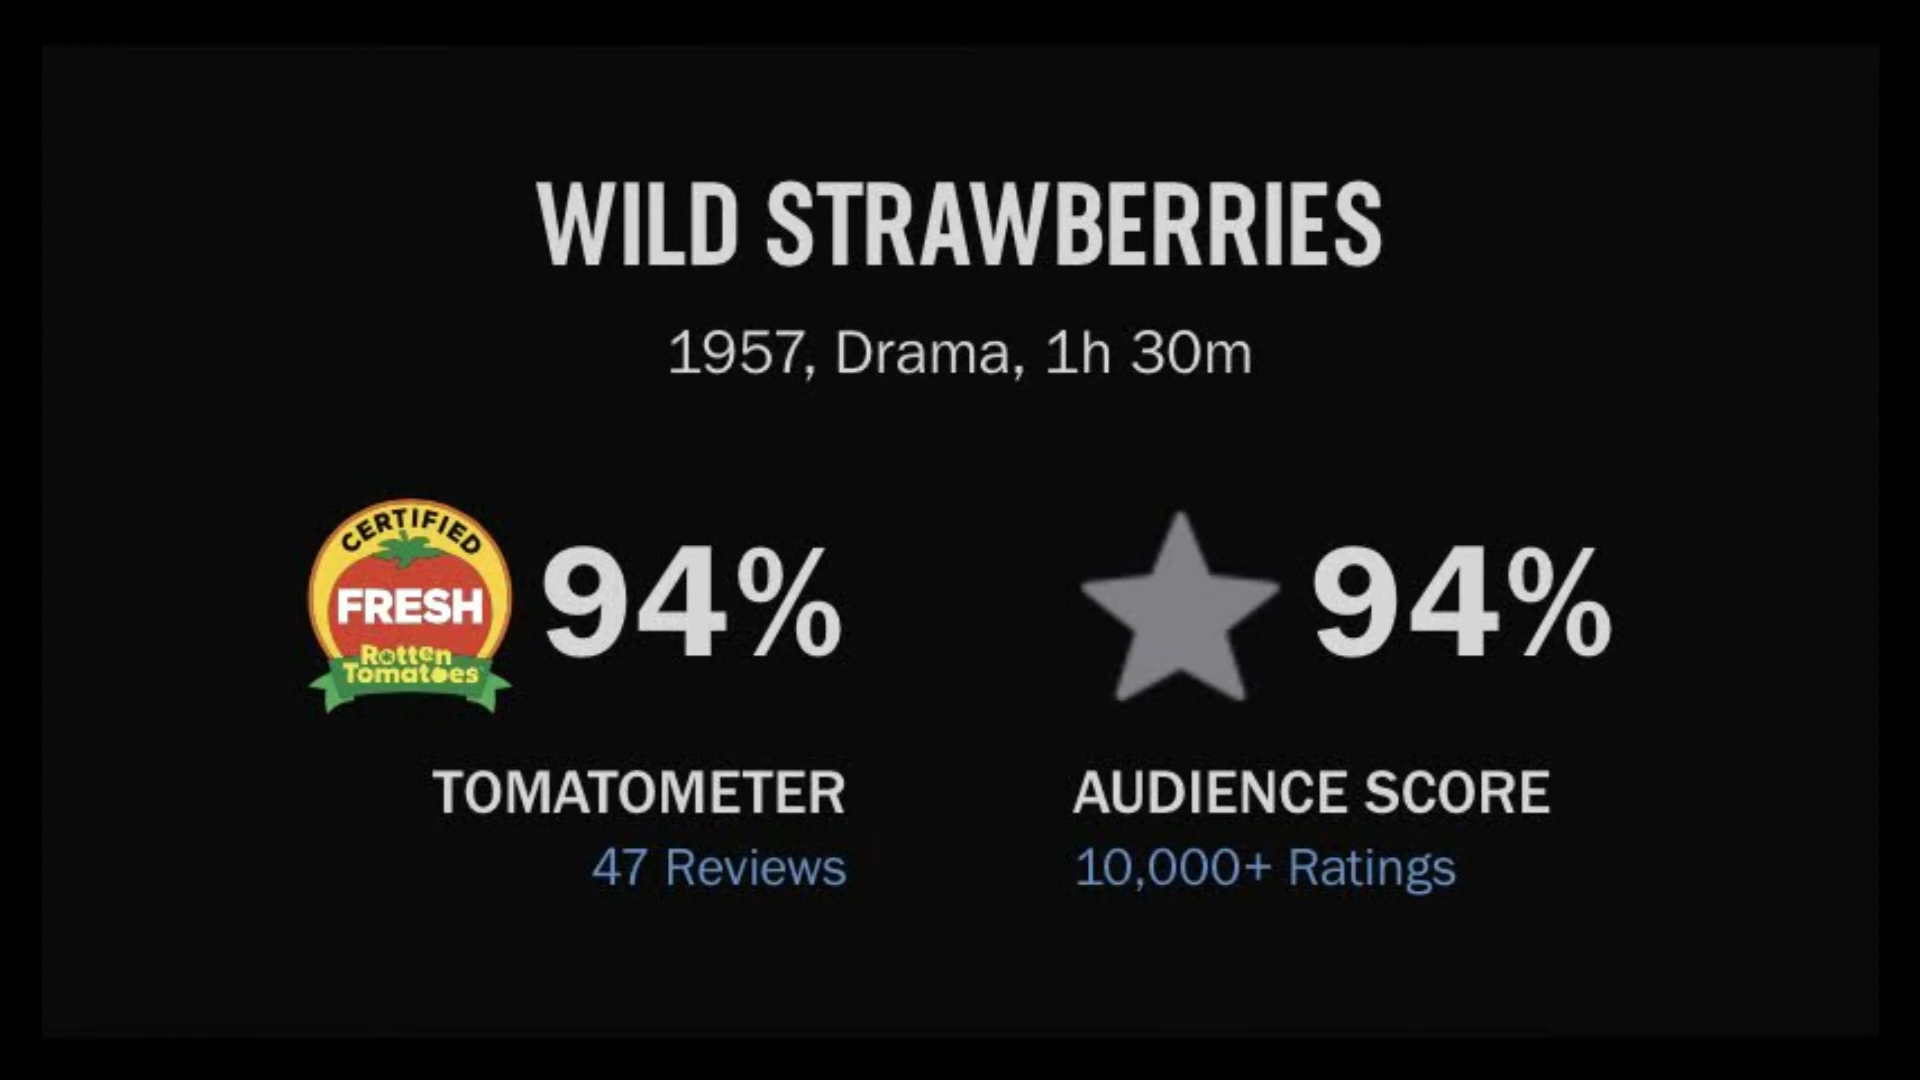 WILD STRAWBERRIES
1957, Drama, 1h 30m
CERTIFIED
FRESH
Rotten
Tomatoes
94%
94%
TOMATOMETER
AUDIENCE SCORE
47 Reviews
10,000+ Ratings